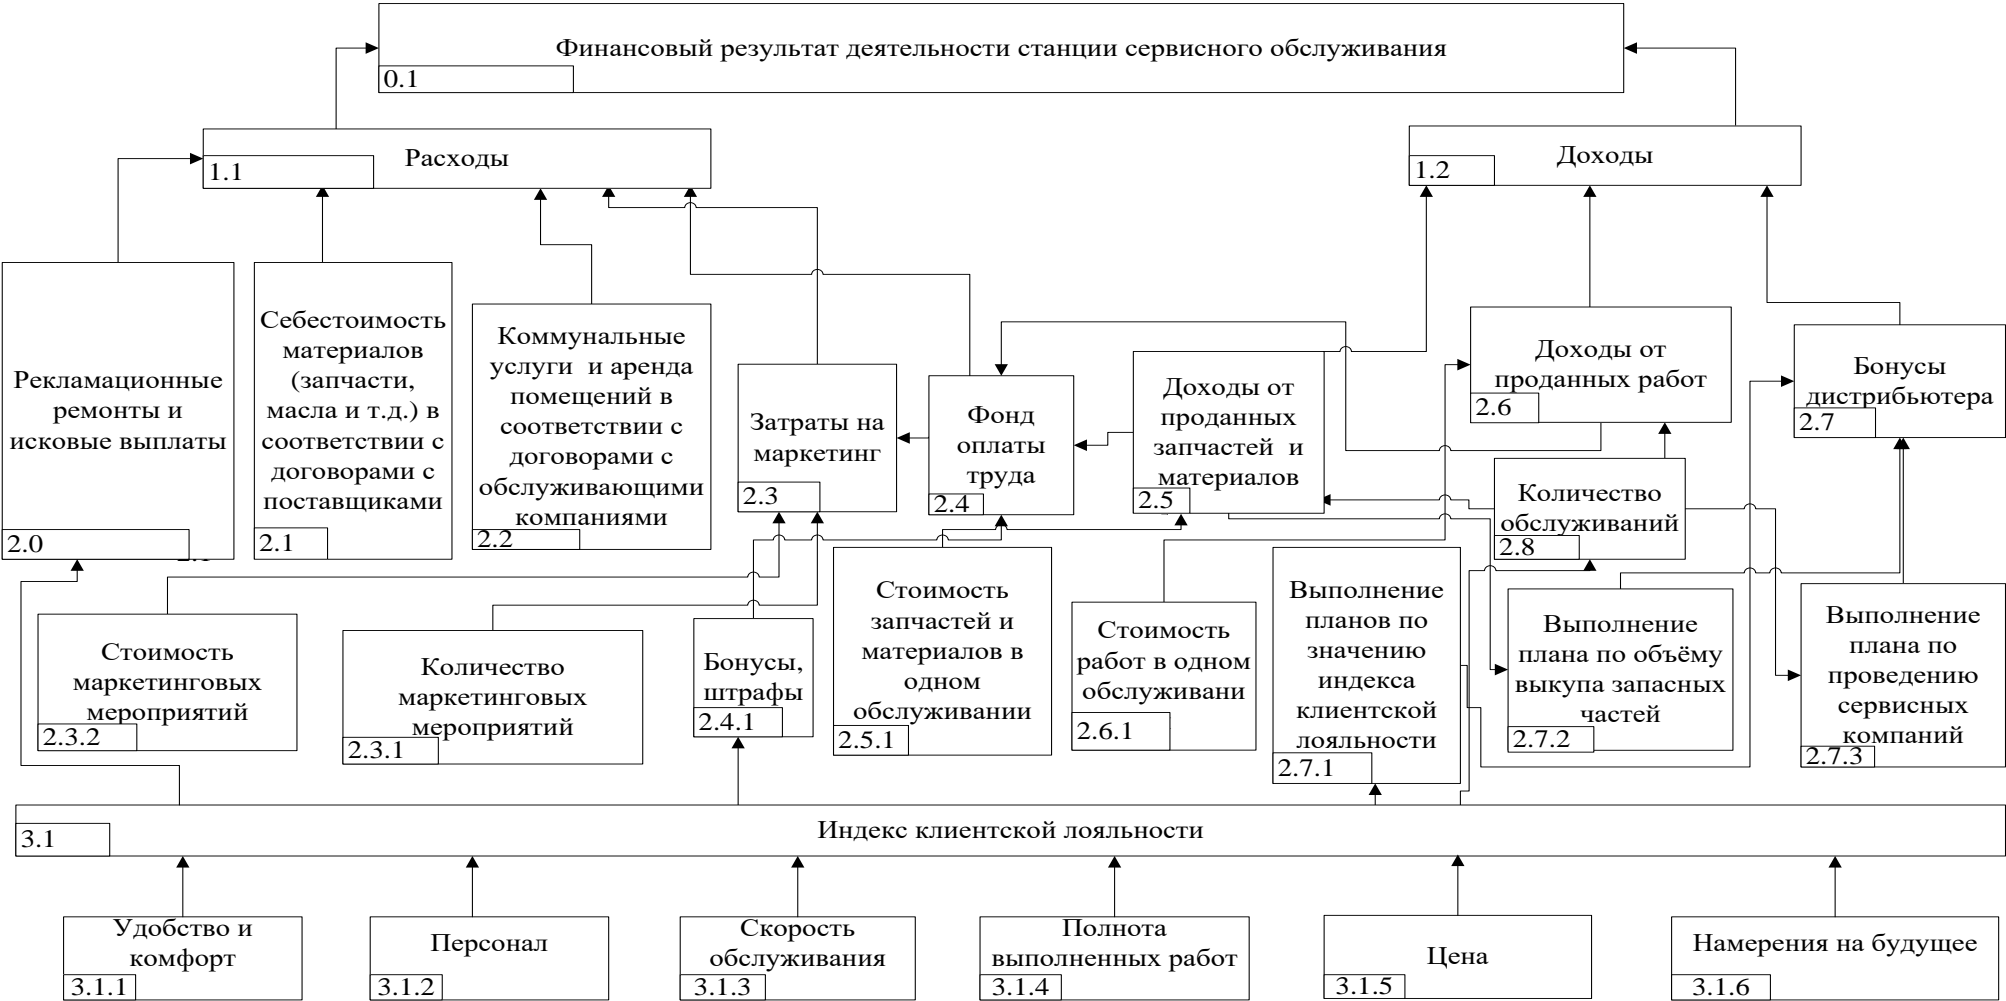 Финансовый результат деятельности станции сервисного обслуживания
0.1
Расходы
1.1
Доходы
1.2
Рекламационные
ремонты и
исковые выплаты
2.0
Себестоимость
материалов
(запчасти,
масла и т.д.) в
соответствии с
договорами с
поставщиками
2.1
Коммунальные
услуги и аренда
помещений в
соответствии с
договорами с
обслуживающими
компаниями
2.2
Затраты на
маркетинг
2.3
Фонд
оплаты
труда
2.4
Доходы от
проданных
запчастей и
материалов
2.5
Доходы от
проданных работ
2.6
Бонусы
дистрибьютера
2.7
Количество
обслуживаний
2.8
Стоимость
маркетинговых
мероприятий
2.3.2
Количество
маркетинговых
мероприятий
2.3.1
Бонусы,
штрафы
2.4.1
Стоимость
запчастей и
материалов в
одном
обслуживании
2.5.1
Стоимость
работ в одном
обслуживани
2.6.1
Выполнение
планов по
значению
индекса
клиентской
лояльности
2.7.1
Выполнение
плана по объёму
выкупа запасных
частей
2.7.2
Выполнение
плана по
проведению
сервисных
компаний
2.7.3
Индекс клиентской лояльности
3.1
Удобство и
комфорт
3.1.1
Персонал
3.1.2
Скорость
обслуживания
3.1.3
Полнота
выполненных работ
3.1.4
Цена
3.1.5
Намерения на будущее
3.1.6